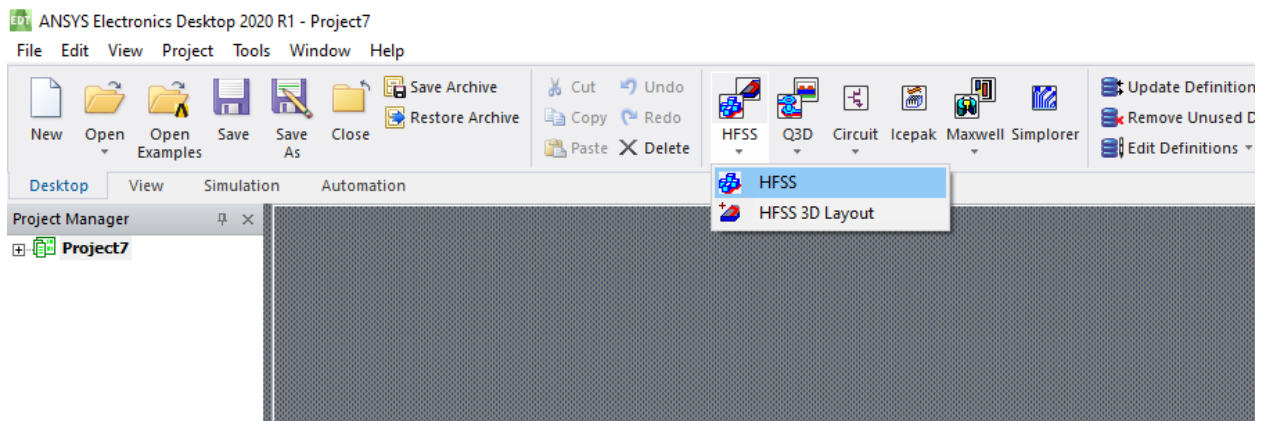 EDT ANSYS Electronics Desktop 2020 R1 - Project7
File Edit View Project Tools Window Help
New
Open
Open Examples
Save
Save As
Close
Save Archive
Restore Archive
Cut
Copy
Paste
Undo
Redo
Delete
HFSS
Q3D
Circuit
Icepak
Maxwell
Simplorer
Update Definition
Remove Unused D
Edit Definitions
Desktop View Simulation Automation
HFSS
HFSS 3D Layout
Project Manager
Project7